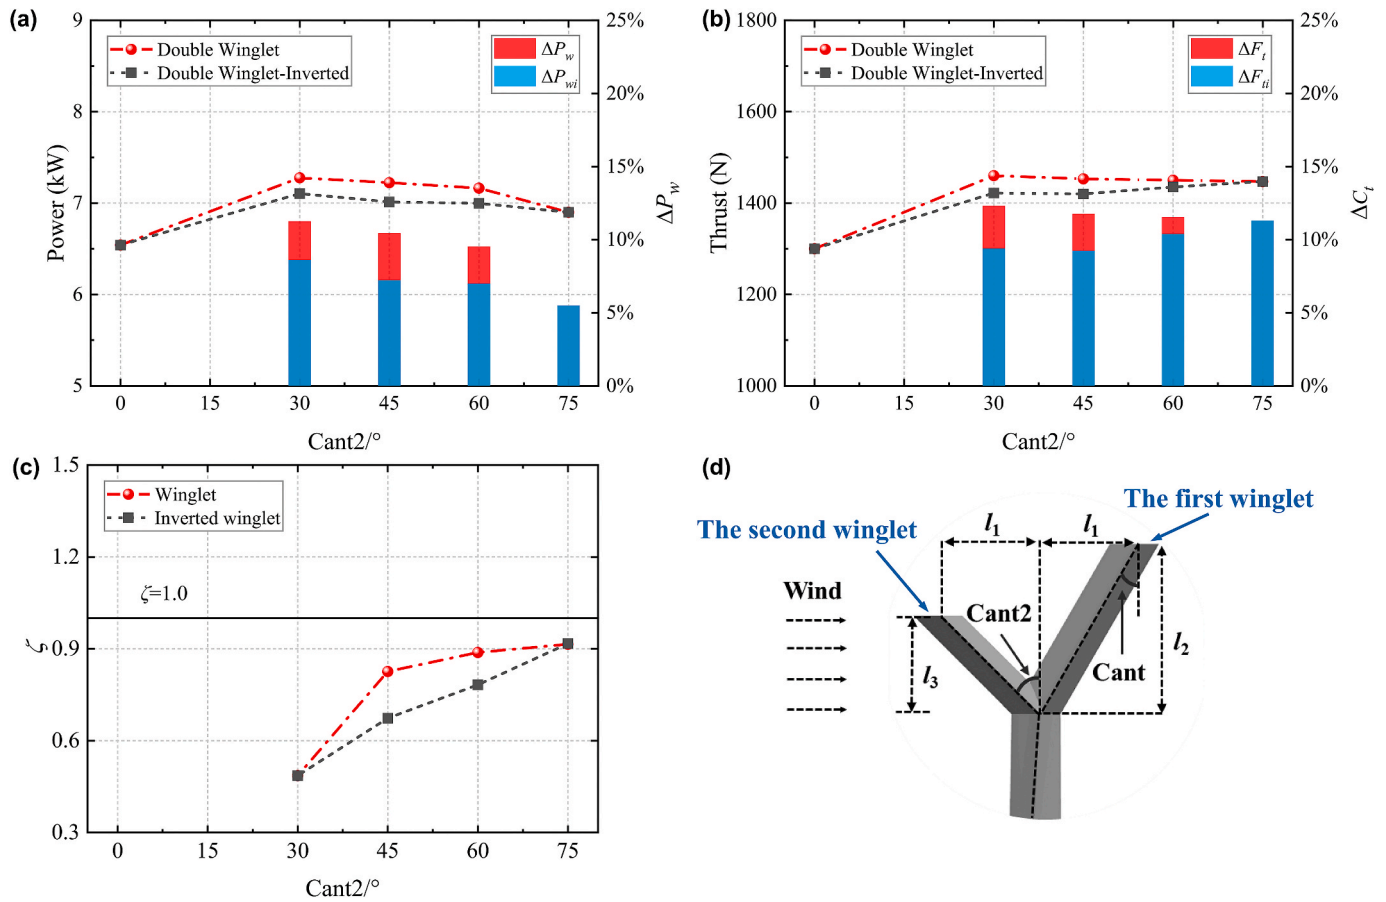 (a)
Double Winglet
Double Winglet-Inverted
ΔP_w
ΔP_wi
9
8
7
6
5
Power (kW)
25%
20%
15%
10%
5%
0%
ΔP_w
0 15 30 45 60 75
Cant2/°
(b)
Double Winglet
Double Winglet-Inverted
ΔF_t
ΔF_ti
1800
1600
1400
1200
1000
Thrust (N)
25%
20%
15%
10%
5%
0%
ΔC_t
0 15 30 45 60 75
Cant2/°
(c)
Winglet
Inverted winglet
ζ=1.0
1.5
1.2
0.9
0.6
0.3
ζ
0 15 30 45 60 75
Cant2/°
(d)
The first winglet
The second winglet
l_1 l_1
Wind
Cant2
Cant
l_2
l_3